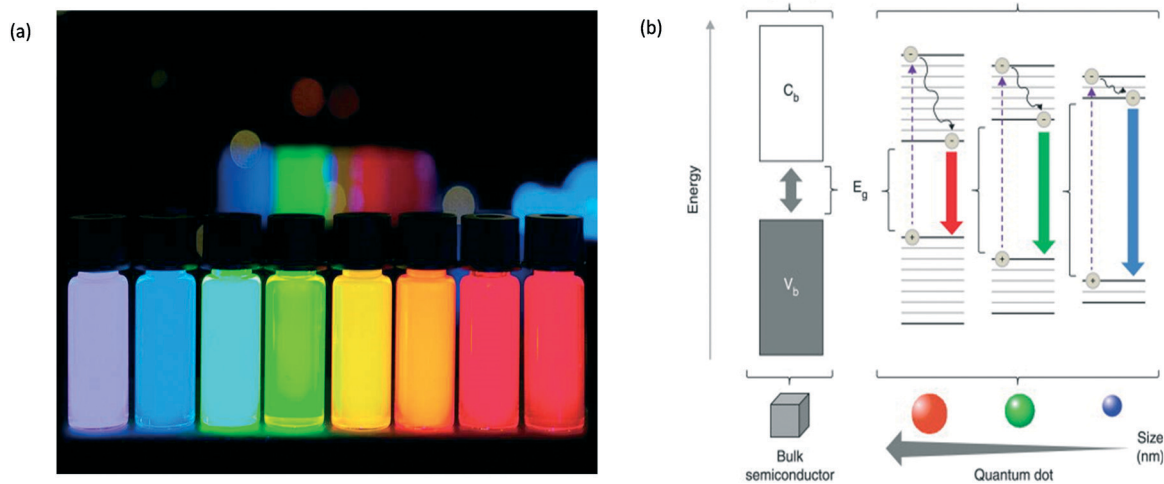 (a)
(b)
Energy
C_b
V_b
E_g
Bulk
semiconductor
Quantum dot
Size
(nm)